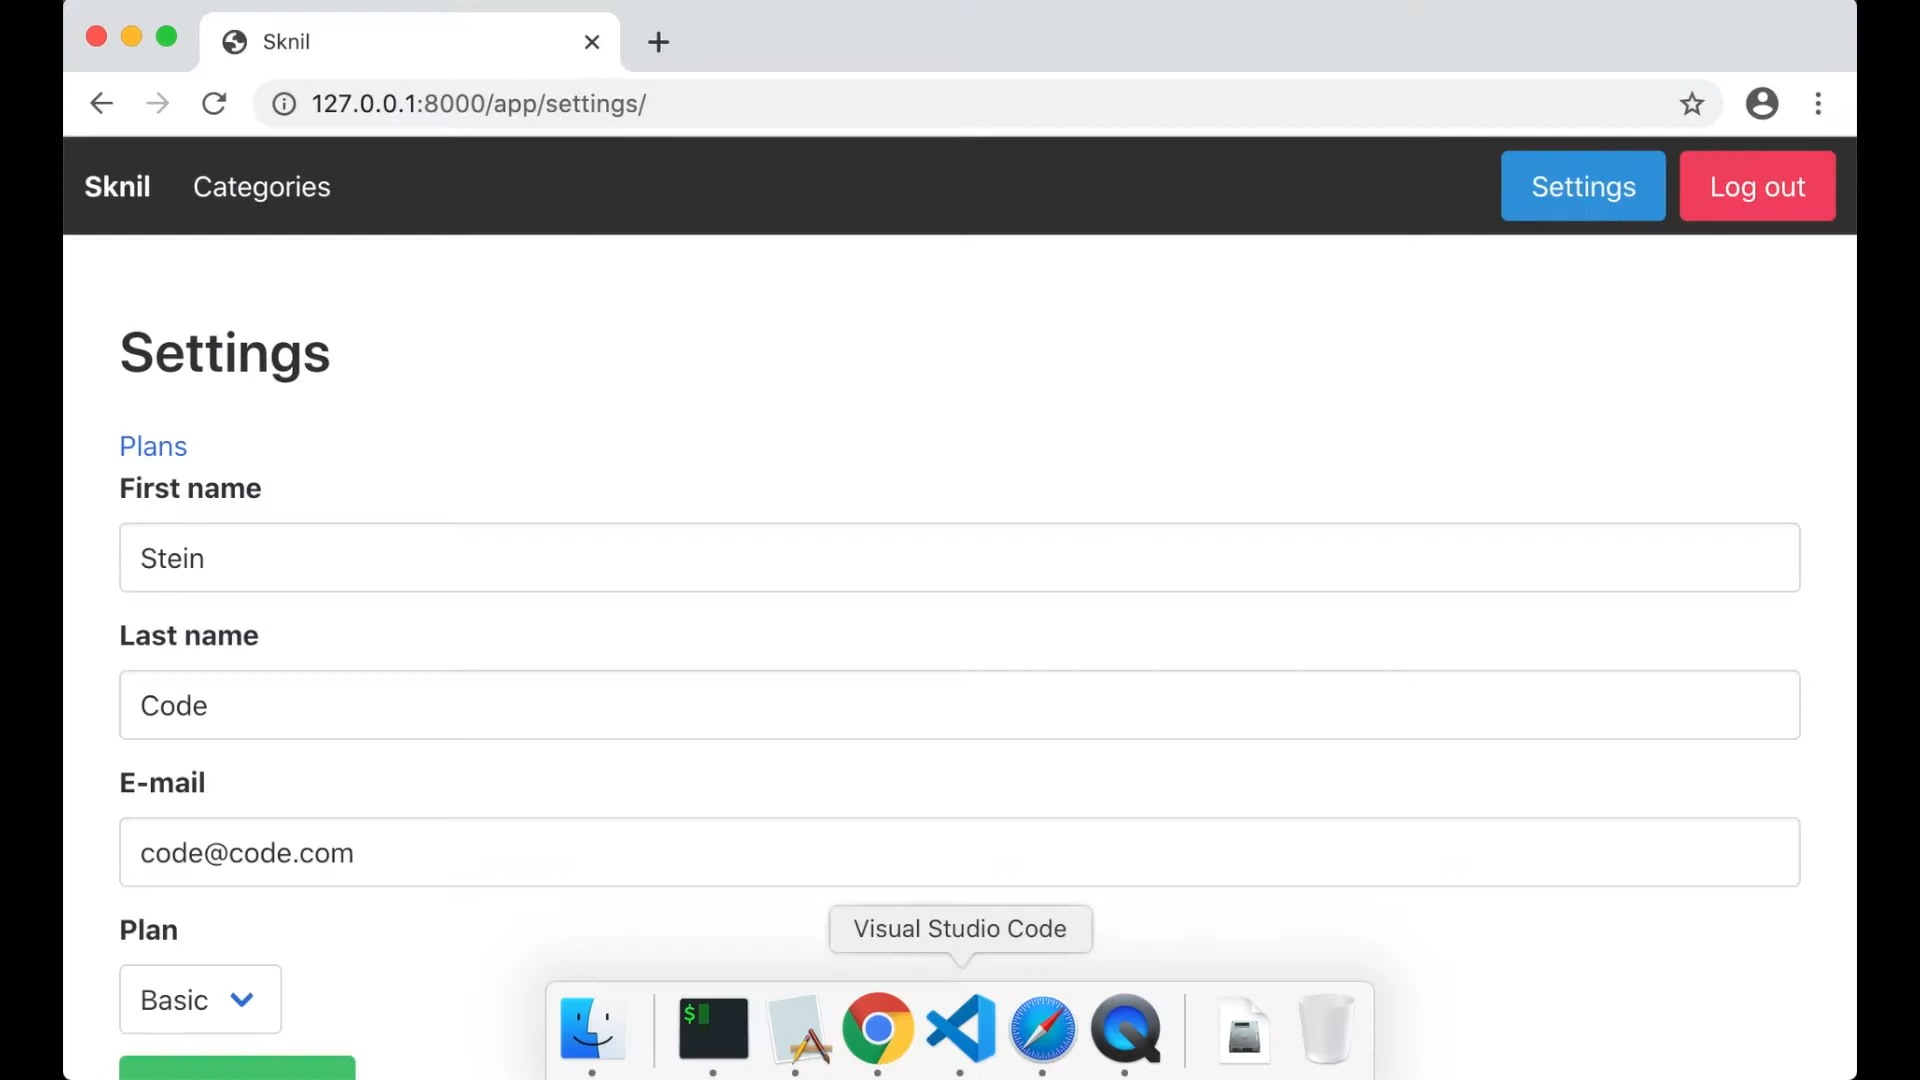 Sknil
127.0.0.1:8000/app/settings/
Sknil Categories Settings Log out
Settings
Plans
First name
Stein
Last name
Code
E-mail
code@code.com
Plan
Visual Studio Code
Basic
$